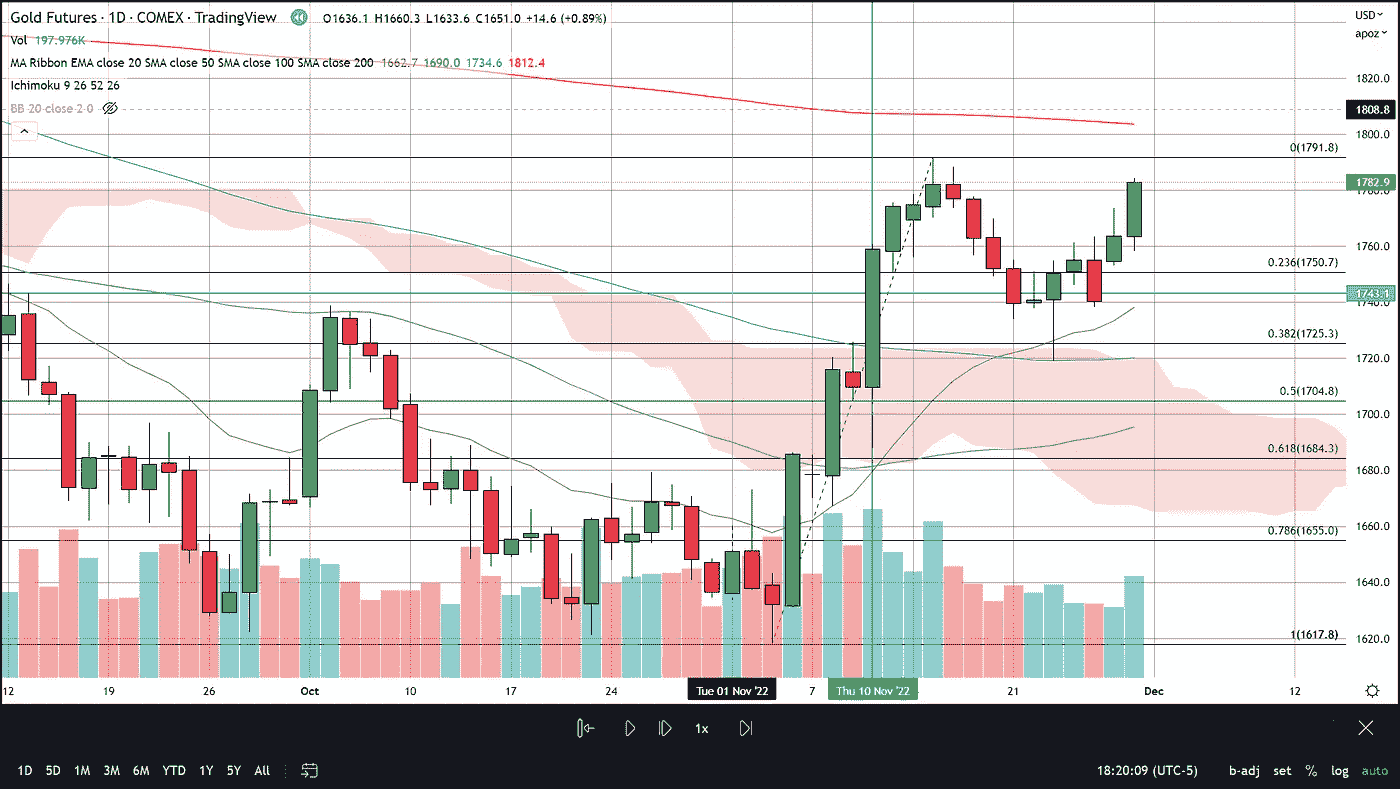 Gold Futures · 1D · COMEX · TradingView O1636.1 H1660.3 L1633.6 C1651.0 +14.6 (+0.89%)
USD
Vol 197.976K
apoz
MA Ribbon EMA close 20 SMA close 50 SMA close 100 SMA close 200 1662.7 1690.0 1734.6 1812.4
Ichimoku 9 26 52 26
1820.0
BB 20 close 2 0
1808.8
1800.0
0(1791.8)
1782.9
1780.0
1760.0
0.236(1750.7)
1743.1
1740.0
0.382(1725.3)
1720.0
0.5(1704.8)
1700.0
0.618(1684.3)
1680.0
1660.0
0.786(1655.0)
1640.0
1(1617.8)
1620.0
12 19 26 Oct 10 17 24 Tue 01 Nov '22 7 Thu 10 Nov '22 21 Dec 12
1x
1D 5D 1M 3M 6M YTD 1Y 5Y All 18:20:09 (UTC-5) b-adj set % log auto